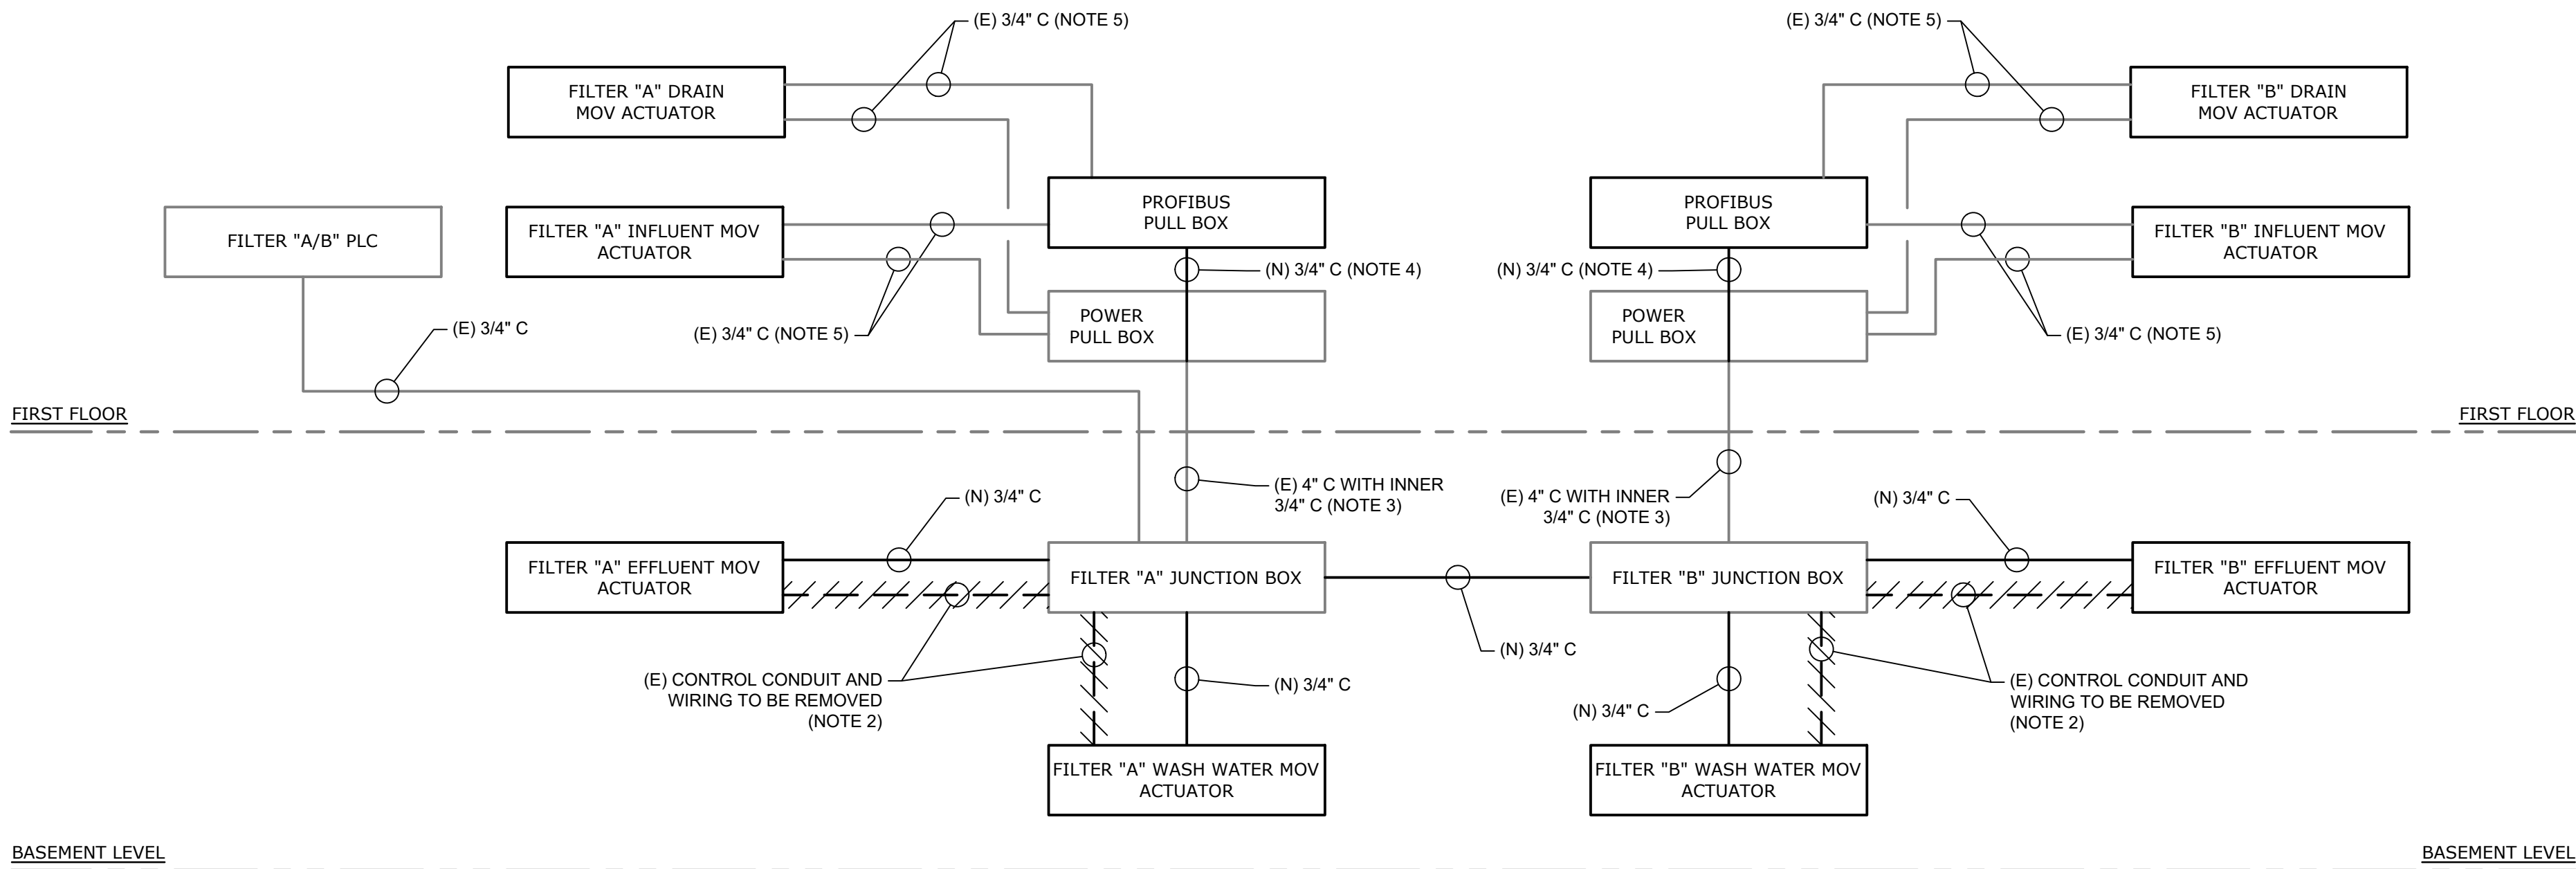 (E) 3/4" C (NOTE 5)
(E) 3/4" C (NOTE 5)
FILTER "A" DRAIN
MOV ACTUATOR
FILTER "B" DRAIN
MOV ACTUATOR
FILTER "A/B" PLC
FILTER "A" INFLUENT MOV
ACTUATOR
PROFIBUS
PULL BOX
PROFIBUS
PULL BOX
FILTER "B" INFLUENT MOV
ACTUATOR
(N) 3/4" C (NOTE 4)
(N) 3/4" C (NOTE 4)
(E) 3/4" C
(E) 3/4" C (NOTE 5)
POWER
PULL BOX
POWER
PULL BOX
(E) 3/4" C (NOTE 5)
FIRST FLOOR
FIRST FLOOR
(N) 3/4" C
(E) 4" C WITH INNER
3/4" C (NOTE 3)
(E) 4" C WITH INNER
3/4" C (NOTE 3)
(N) 3/4" C
FILTER "A" EFFLUENT MOV
ACTUATOR
FILTER "A" JUNCTION BOX
FILTER "B" JUNCTION BOX
FILTER "B" EFFLUENT MOV
ACTUATOR
(N) 3/4" C
(E) CONTROL CONDUIT AND
WIRING TO BE REMOVED
(NOTE 2)
(N) 3/4" C
(N) 3/4" C
(E) CONTROL CONDUIT AND
WIRING TO BE REMOVED
(NOTE 2)
FILTER "A" WASH WATER MOV
ACTUATOR
FILTER "B" WASH WATER MOV
ACTUATOR
BASEMENT LEVEL
BASEMENT LEVEL